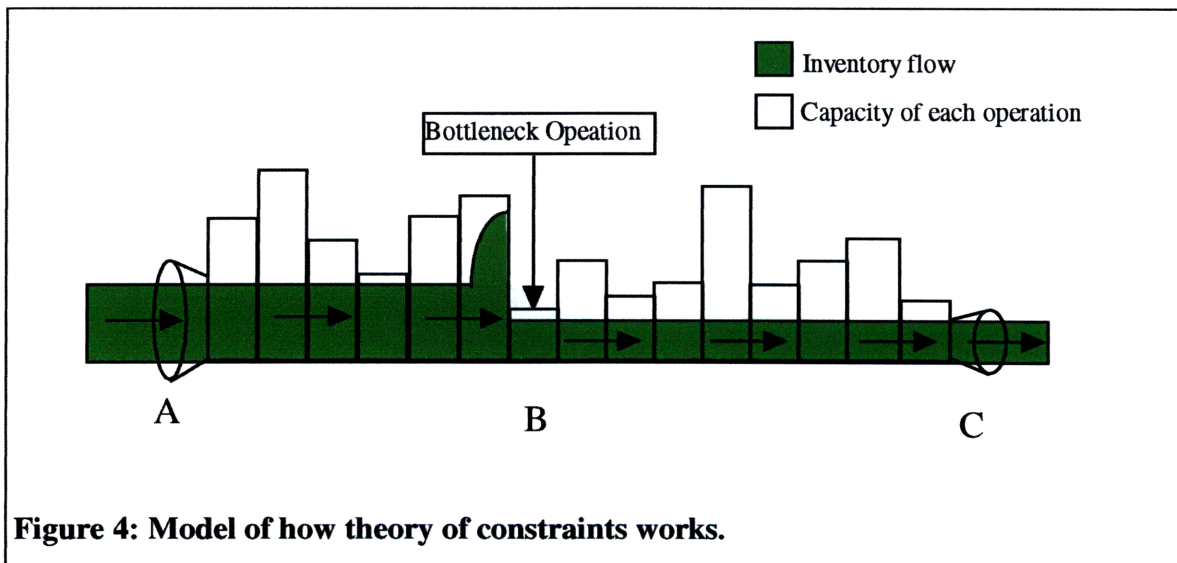 Inventory flow
Capacity of each operation
Bottleneck Opeation
A
B
C
Figure 4: Model of how theory of constraints works.